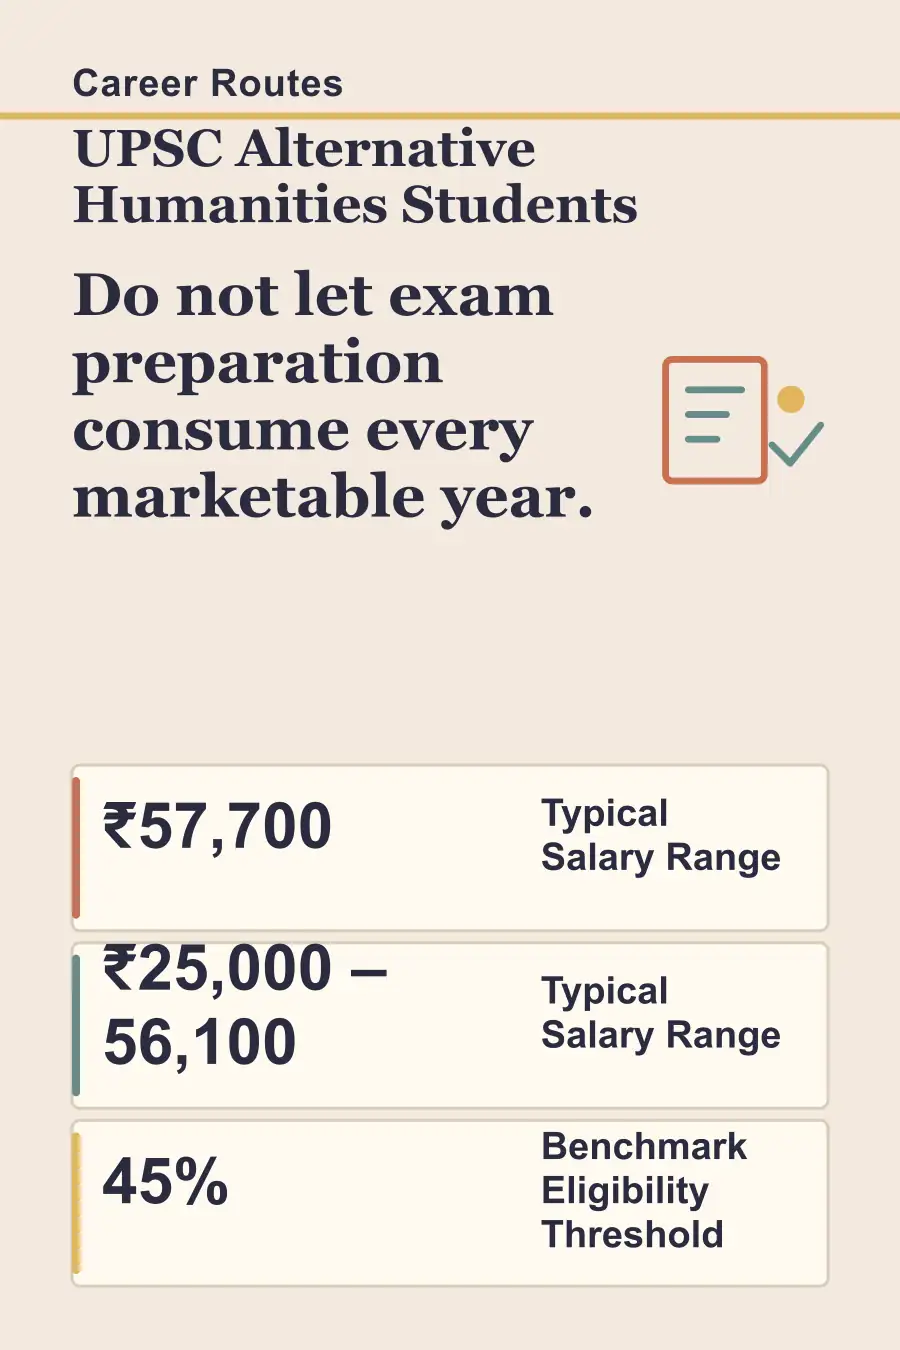 Career Routes
UPSC Alternative
Humanities Students
Do not let exam
preparation
consume every
marketable year.
₹57,700
Typical
Salary Range
₹25,000 –
56,100
Typical
Salary Range
45%
Benchmark
Eligibility
Threshold